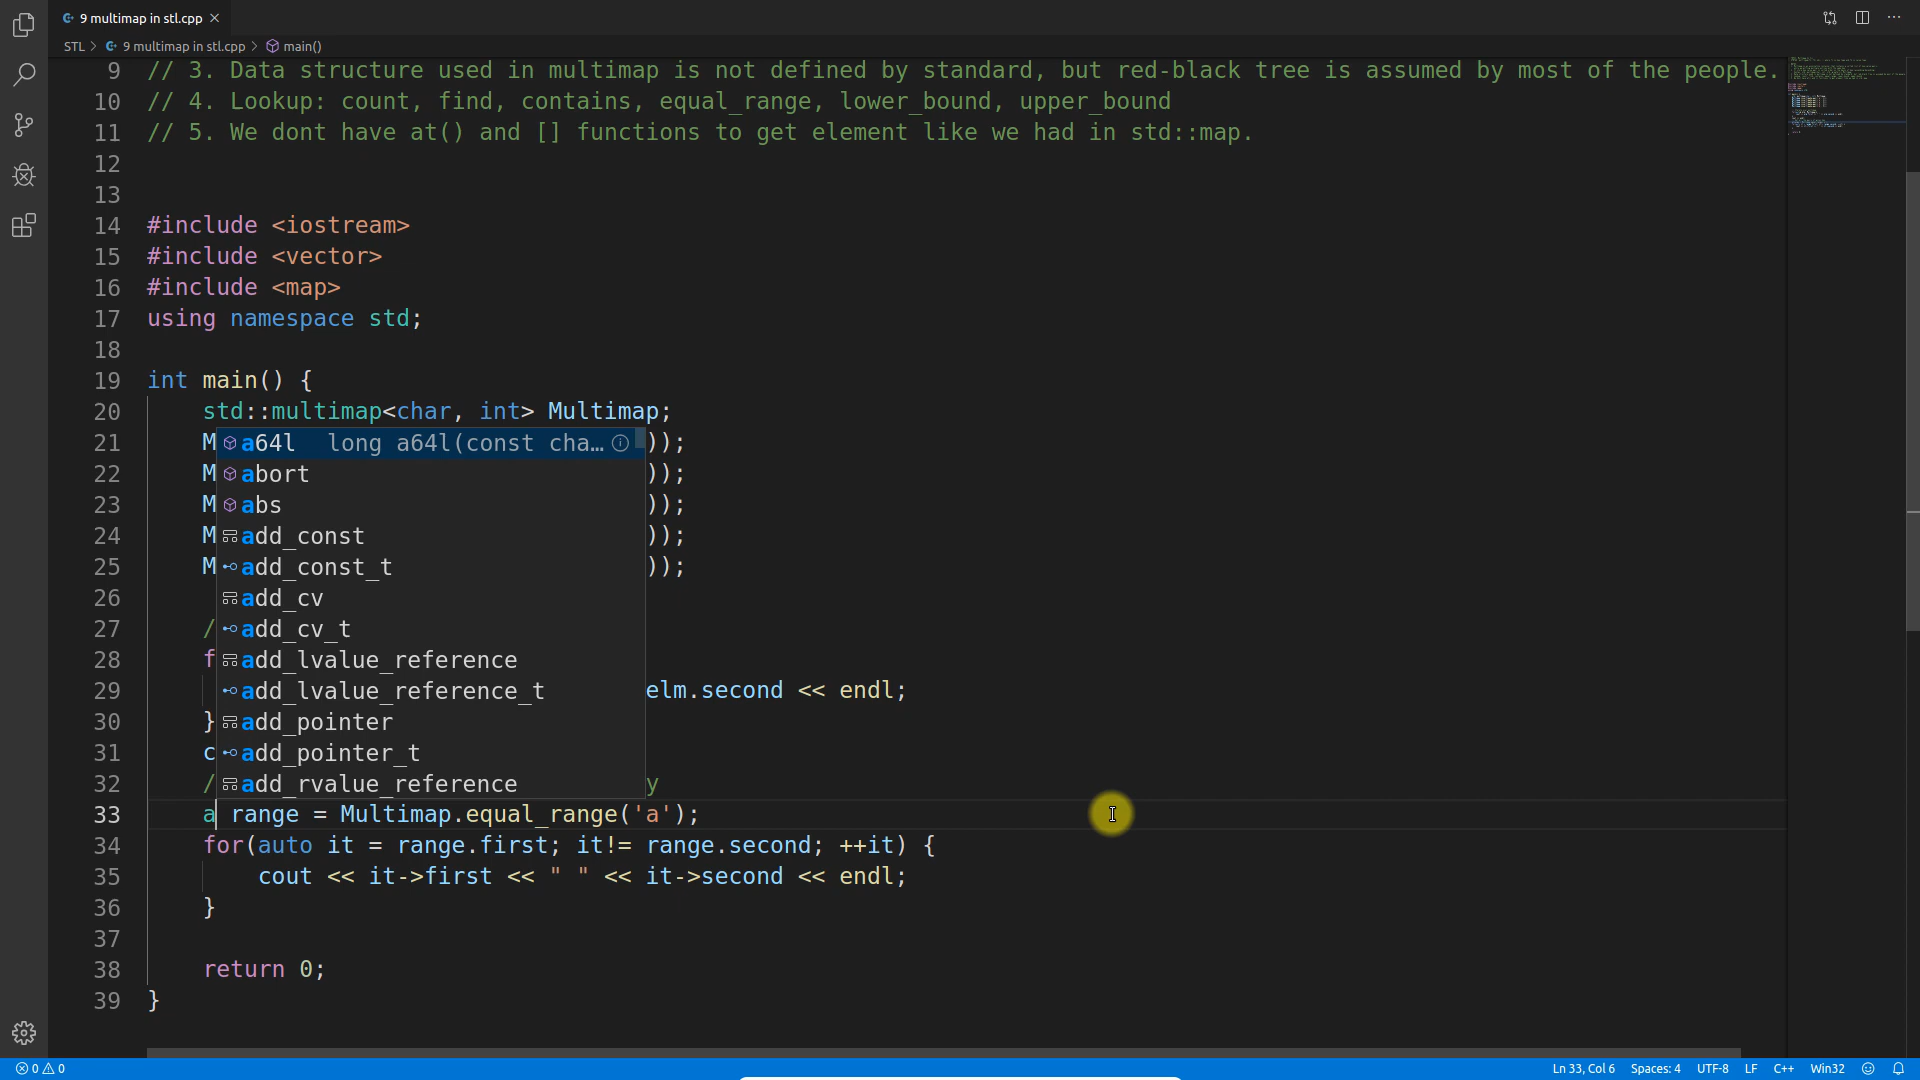 9 multimap in stl.cpp
STL > 9 multimap in stl.cpp > main()
9 // 3. Data structure used in multimap is not defined by standard, but red-black tree is assumed by most of the people.
10 // 4. Lookup: count, find, contains, equal_range, lower_bound, upper_bound
11 // 5. We dont have at() and [] functions to get element like we had in std::map.
12
13
14 #include <iostream>
15 #include <vector>
16 #include <map>
17 using namespace std;
18
19 int main() {
20 std::multimap<char, int> Multimap;
21 M a64l long a64l(const cha… ));
22 M abort ));
23 M abs ));
24 M add_const ));
25 M add_const_t ));
26 add_cv
27 / add_cv_t
28 f add_lvalue_reference
29 add_lvalue_reference_t elm.second << endl;
30 } add_pointer
31 c add_pointer_t
32 / add_rvalue_reference y
33 a range = Multimap.equal_range('a');
34 for(auto it = range.first; it!= range.second; ++it) {
35 cout << it->first << " " << it->second << endl;
36 }
37
38 return 0;
39 }
0 0 Ln 33, Col 6 Spaces: 4 UTF-8 LF C++ Win32